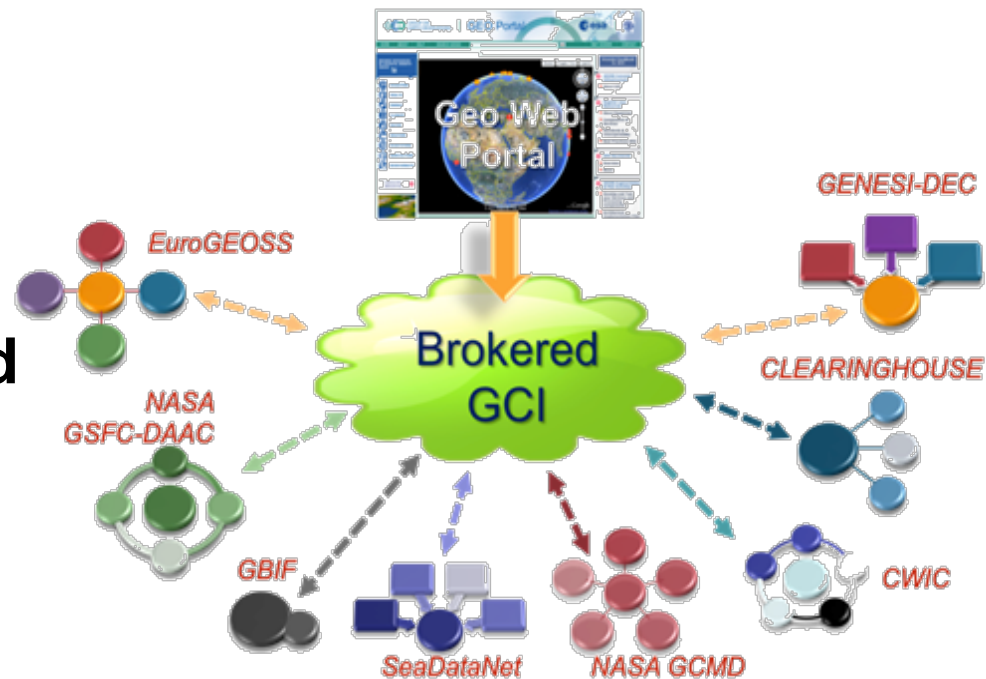 Geo Web
Portal
GENESI-DEC
EuroGEOSS
Brokered
GCI
d
CLEARINGHOUSE
NASA
GSFC-DAAC
GBIF
CWIC
SeaDataNet
NASA GCMD